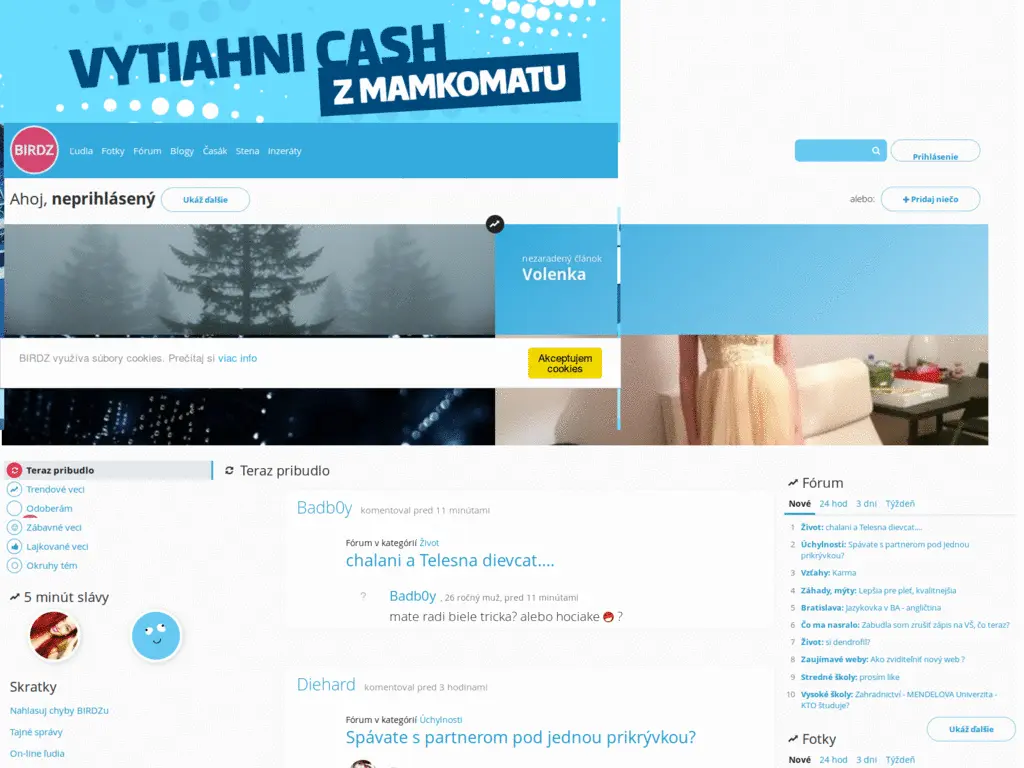 VYTIAHNI CASH
Z MAMKOMATU
BIRDZ
Ľudia Fotky Fórum Blogy Časák Stena Inzeráty
Prihlásenie
Ahoj, neprihlásený
Ukáž ďalšie
alebo:
Pridaj niečo
nezaradený článok
Volenka
BIRDZ využíva súbory cookies. Prečítaj si viac info
Akceptujem
cookies
Teraz pribudlo
Trendové veci
Odoberám
Zábavné veci
Lajkované veci
Okruhy tém
5 minút slávy
Skratky
Nahlasuj chyby BIRDZu
Tajné správy
On-line ľudia
Teraz pribudlo
Badb0y komentoval pred 11 minútami
Fórum v kategórií Život
chalani a Telesna dievcat....
?
Badb0y , 26 ročný muž, pred 11 minútami
mate radi biele tricka? alebo hociake ?
Diehard komentoval pred 3 hodinami
Fórum v kategórií Úchylnosti
Spávate s partnerom pod jednou prikrývkou?
Fórum
Nové 24 hod 3 dni Týždeň
1 Život: chalani a Telesna dievcat....
2 Úchylnosti: Spávate s partnerom pod jednou
prikrývkou?
3 Vzťahy: Karma
4 Záhady, mýty: Lepšia pre pleť, kvalitnejšia
5 Bratislava: Jazykovka v BA - angličtina
6 Čo ma nasralo: Zabudla som zrušiť zápis na VŠ, čo teraz?
7 Život: si dendrofil?
8 Zaujímavé weby: Ako zviditeľniť nový web ?
9 Stredné školy: prosim like
10 Vysoké školy: Zahradnictví - MENDELOVA Univerzita -
KTO študuje?
Ukáž ďalšie
Fotky
Nové 24 hod 3 dni Týždeň